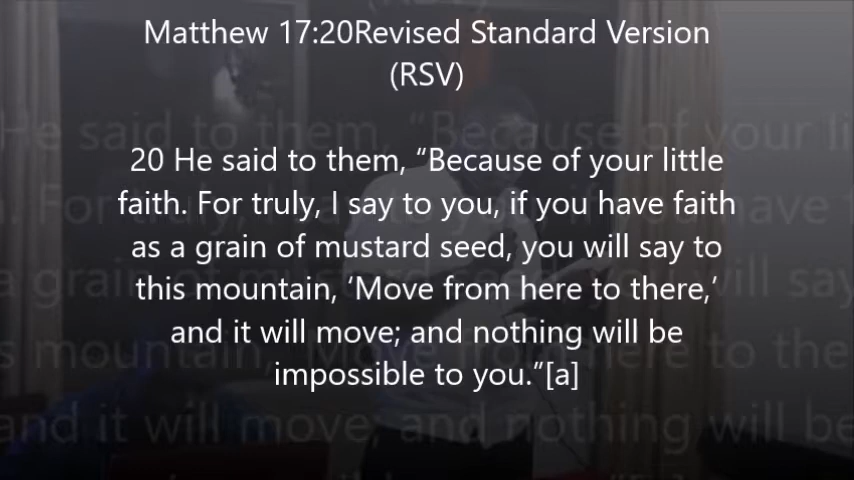 Matthew 17:20Revised Standard Version
(RSV)
20 He said to them, “Because of your little
faith. For truly, I say to you, if you have faith
as a grain of mustard seed, you will say to
this mountain, ‘Move from here to there,’
and it will move; and nothing will be
impossible to you.”[a]